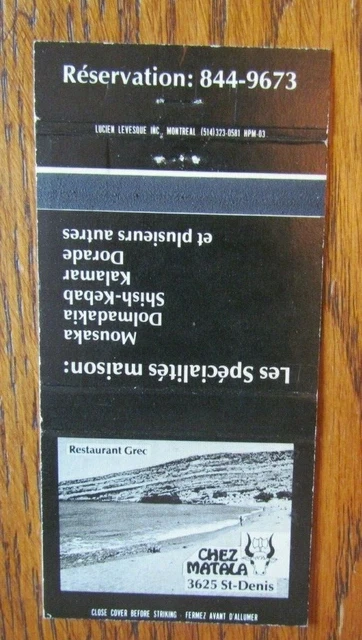 Réservation: 844-9673
LUCIEN LEVESQUE INC, MONTREAL (514) 323-0581 HPM-03
Les Spécialités maison:
Mousaka
Dolmadakia
Shish-Kebab
Kalamar
Dorade
et plusieurs autres
Restaurant Grec
CHEZ
MATALA
3625 St-Denis
CLOSE COVER BEFORE STRIKING - FERMEZ AVANT D'ALLUMER